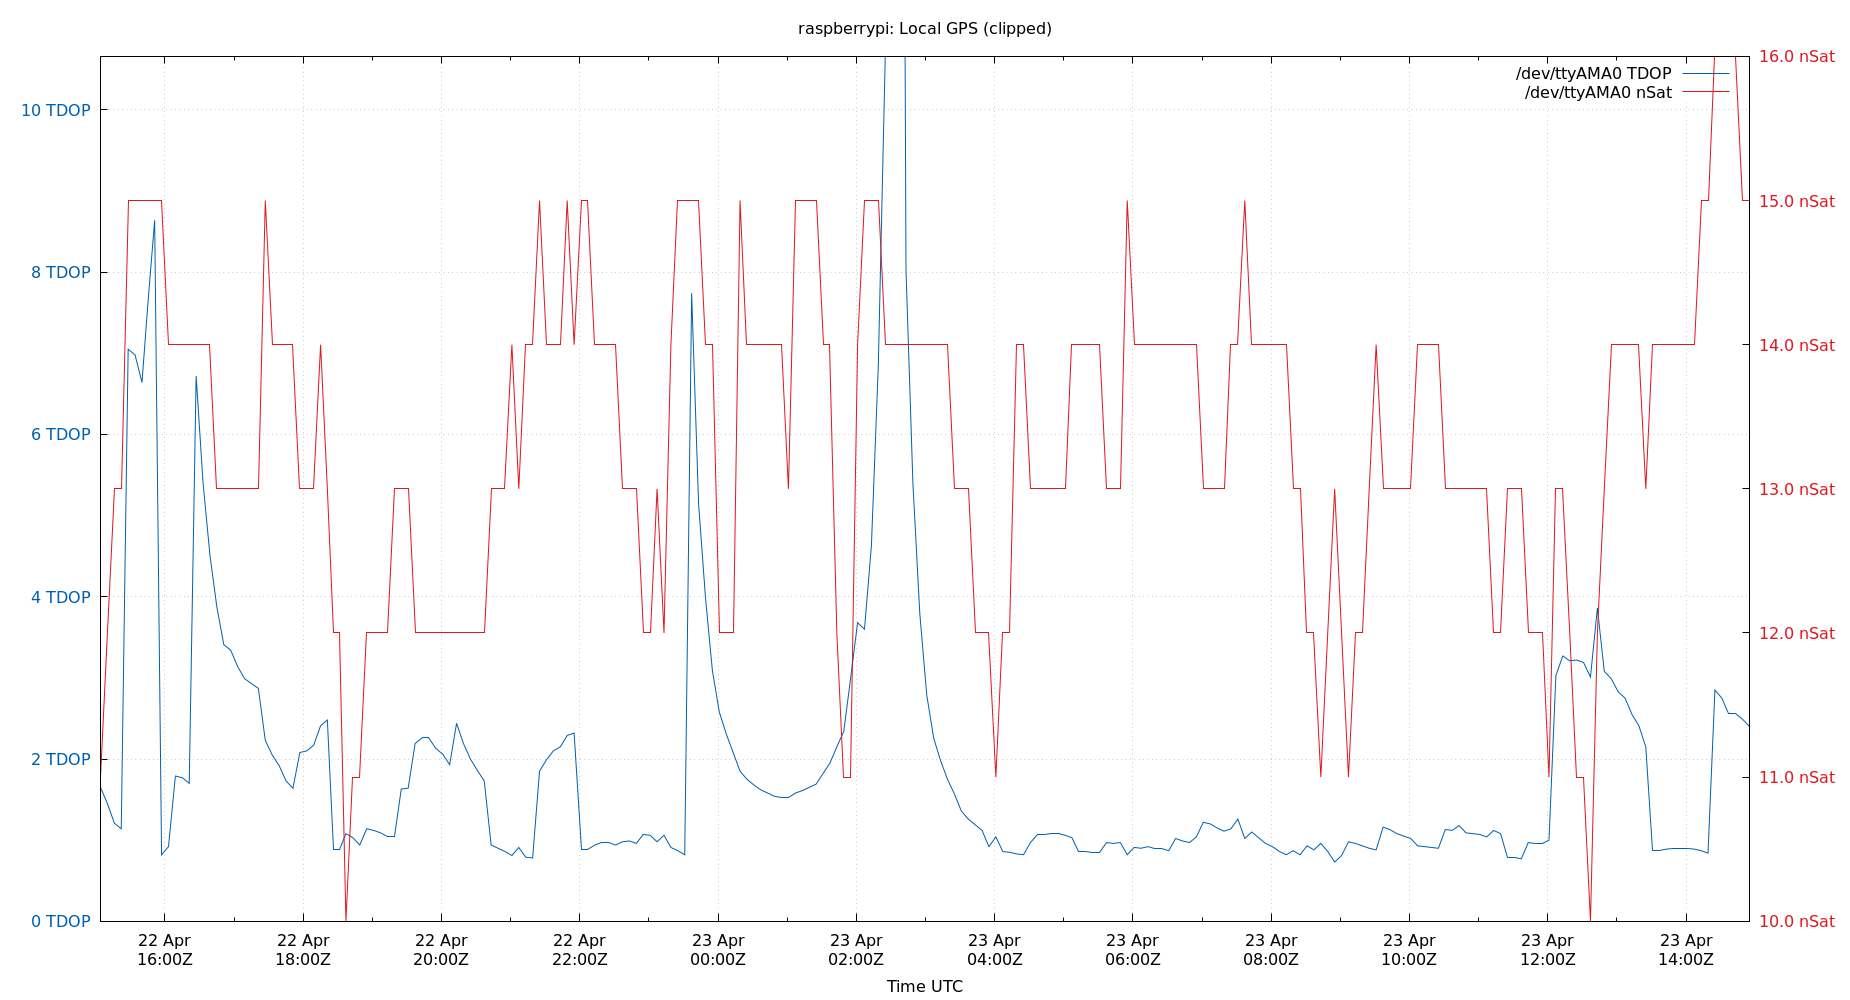 raspberrypi: Local GPS (clipped)
/dev/ttyAMA0 TDOP
/dev/ttyAMA0 nSat
10 TDOP
8 TDOP
6 TDOP
4 TDOP
2 TDOP
0 TDOP
16.0 nSat
15.0 nSat
14.0 nSat
13.0 nSat
12.0 nSat
11.0 nSat
10.0 nSat
22 Apr
16:00Z
22 Apr
18:00Z
22 Apr
20:00Z
22 Apr
22:00Z
23 Apr
00:00Z
23 Apr
02:00Z
23 Apr
04:00Z
23 Apr
06:00Z
23 Apr
08:00Z
23 Apr
10:00Z
23 Apr
12:00Z
23 Apr
14:00Z
Time UTC